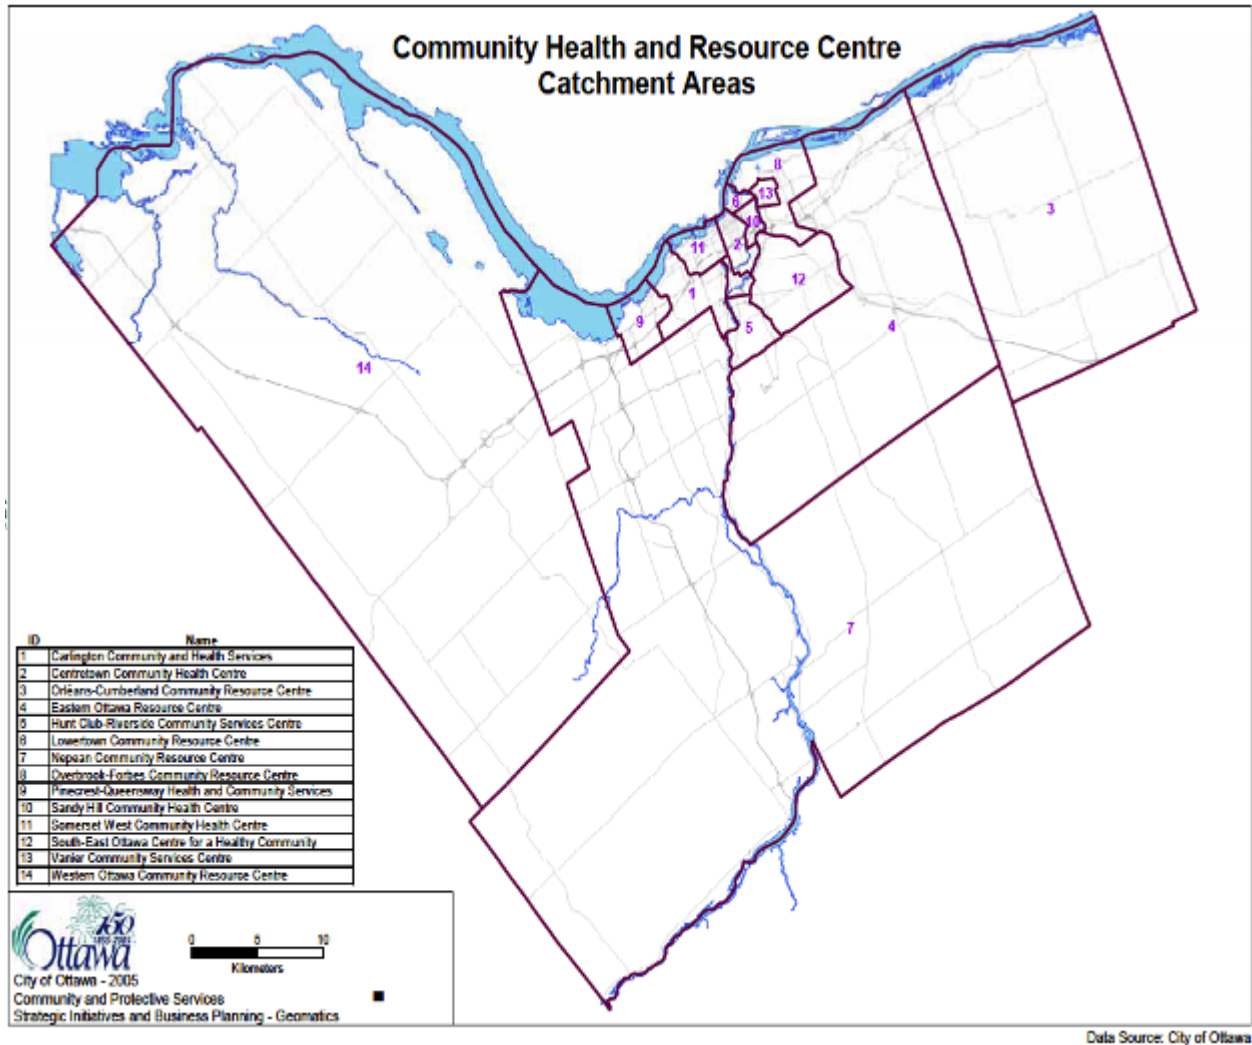 Community Health and Resource Centre
Catchment Areas
8
13
6
10
3
11
2
12
1
9
5
4
14
7
ID Name
1 Carlington Community and Health Services
2 Centretown Community Health Centre
3 Orléans-Cumberland Community Resource Centre
4 Eastern Ottawa Resource Centre
5 Hunt Club-Riverside Community Services Centre
6 Lowertown Community Resource Centre
7 Nepean Community Resource Centre
8 Overbrook-Forbes Community Resource Centre
9 Pinecrest-Queensway Health and Community Services
10 Sandy Hill Community Health Centre
11 Somerset West Community Health Centre
12 South-East Ottawa Centre for a Healthy Community
13 Vanier Community Services Centre
14 Western Ottawa Community Resource Centre
150
1855-2005
Ottawa
0 5 10
Kilometers
City of Ottawa - 2005
Community and Protective Services
Strategic Initiatives and Business Planning - Geomatics
Data Source: City of Ottawa